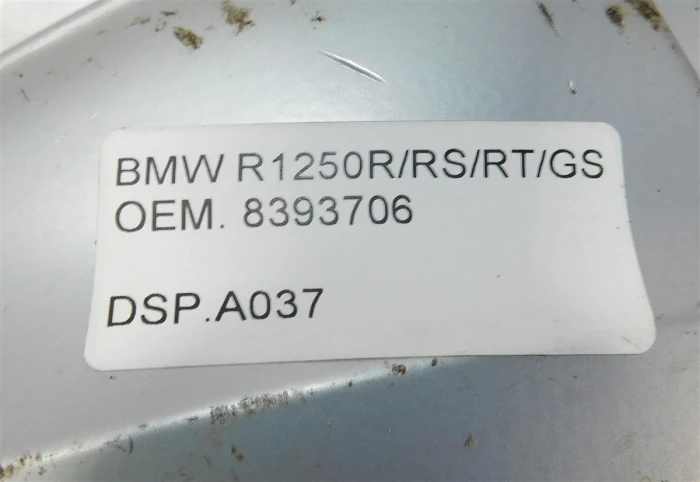 BMW R1250R/RS/RT/GS
OEM. 8393706
DSP.A037